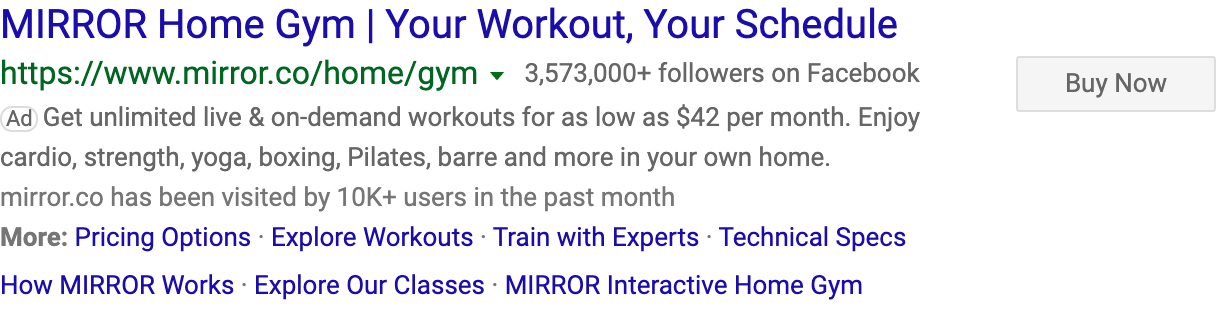 MIRROR Home Gym | Your Workout, Your Schedule
https://www.mirror.co/home/gym 3,573,000+ followers on Facebook
Buy Now
Ad Get unlimited live & on-demand workouts for as low as $42 per month. Enjoy
cardio, strength, yoga, boxing, Pilates, barre and more in your own home.
mirror.co has been visited by 10K+ users in the past month
More: Pricing Options · Explore Workouts · Train with Experts · Technical Specs
How MIRROR Works · Explore Our Classes · MIRROR Interactive Home Gym